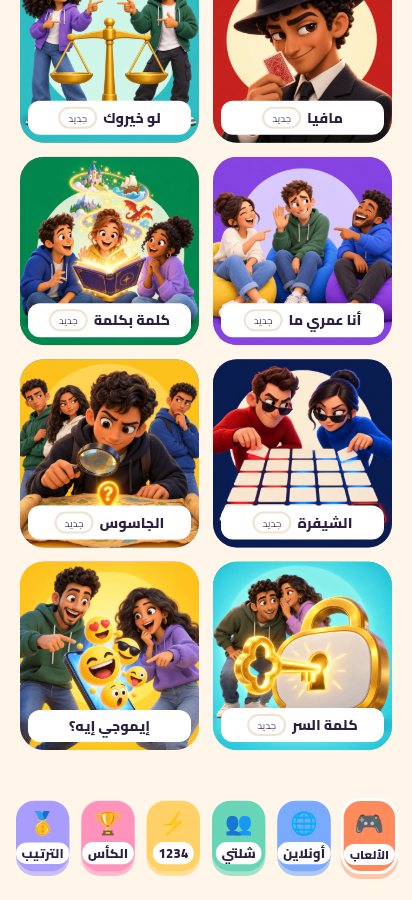 مافيا جديد
لو خيروك جديد
أنا عمري ما جديد
كلمة بكلمة جديد
الشيفرة جديد
الجاسوس جديد
?
كلمة السر جديد
إيموجي إيه؟
الألعاب
أونلاين
شلتي
1234
الكأس
الترتيب